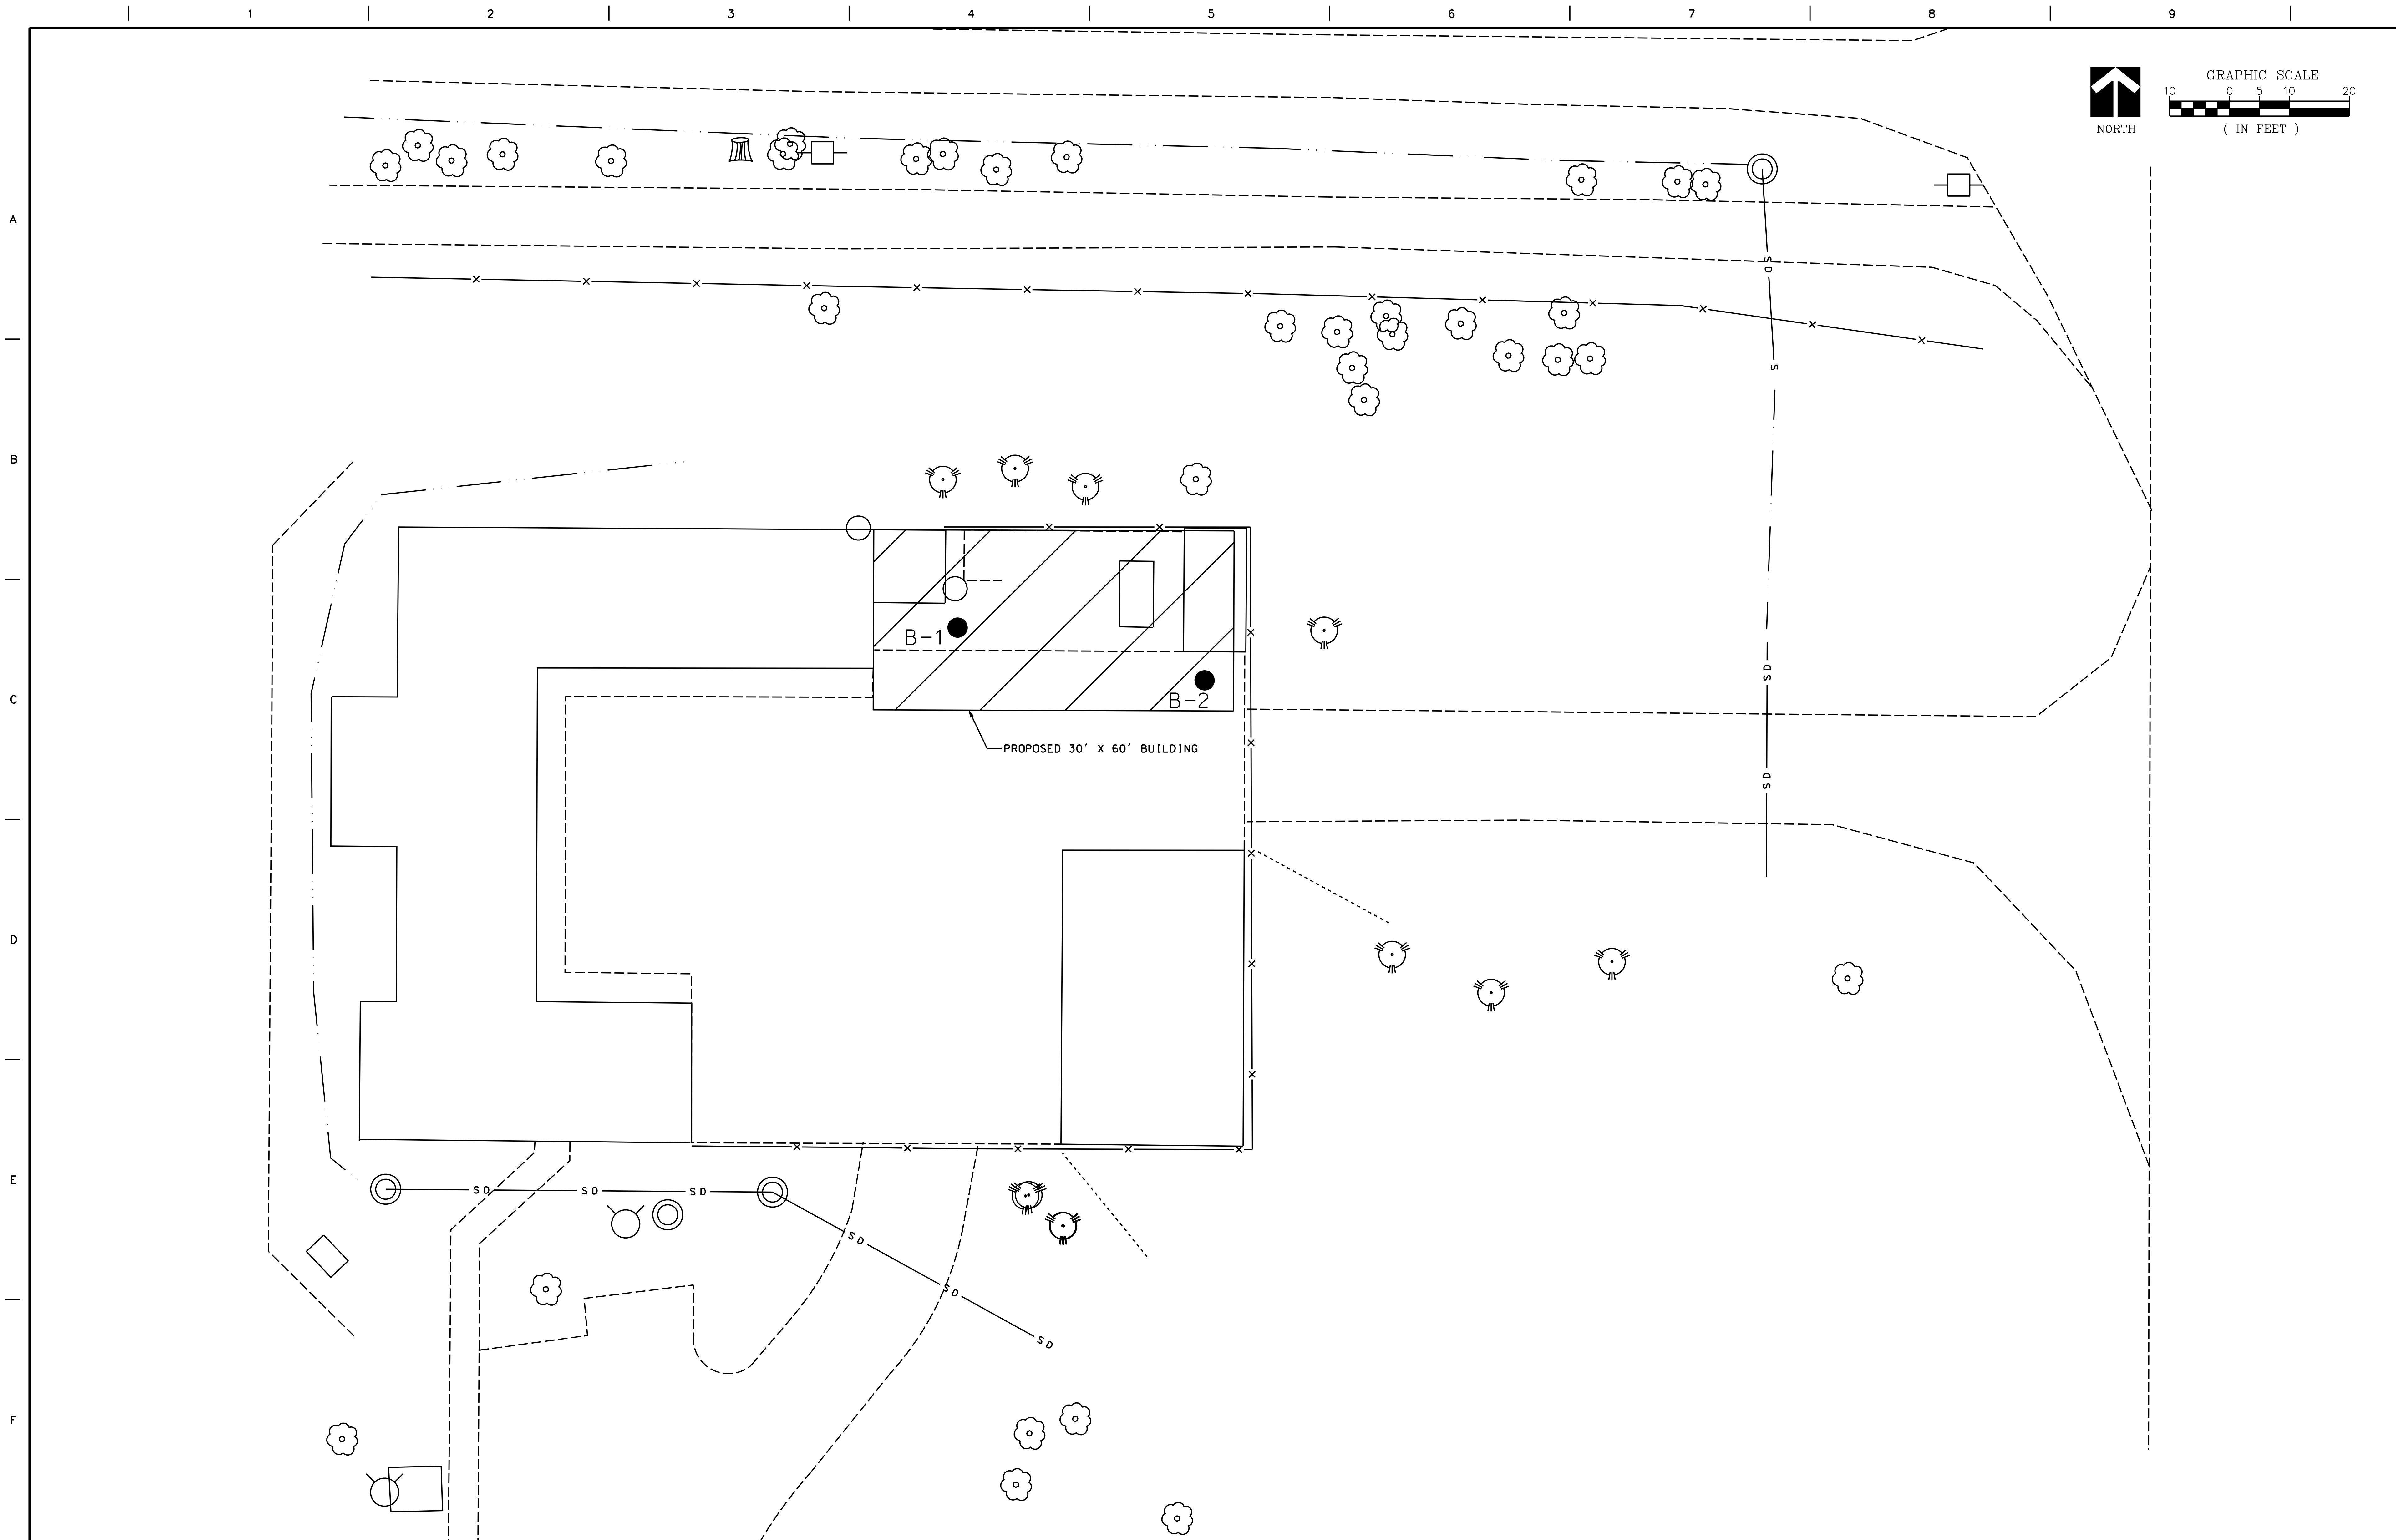 1 2 3 4 5 6 7 8 9
GRAPHIC SCALE
10 0 5 10 20
NORTH
( IN FEET )
A
SD
S
B
B-1
SD
C
B-2
PROPOSED 30' X 60' BUILDING
SD
D
E
SD SD SD
SD
SD
SD
F